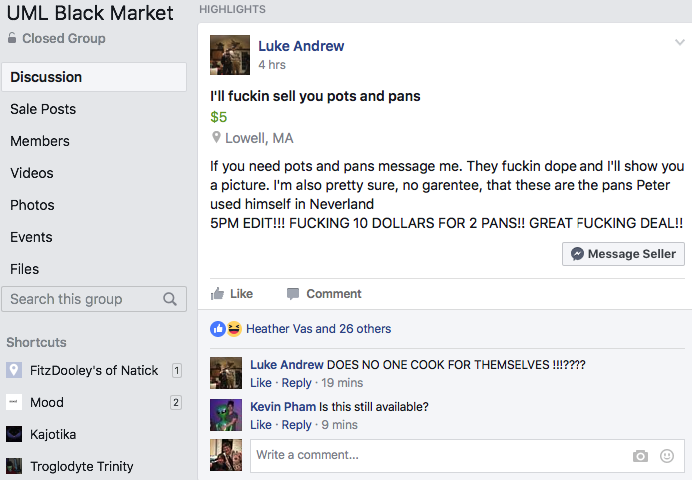 UML Black Market
Closed Group
Discussion
Sale Posts
Members
Videos
Photos
Events
Files
Search this group
Shortcuts
FitzDooley's of Natick 1
Mood 2
Kajotika
Troglodyte Trinity
HIGHLIGHTS
Luke Andrew
4 hrs
I'll fuckin sell you pots and pans
$5
Lowell, MA
If you need pots and pans message me. They fuckin dope and I'll show you
a picture. I'm also pretty sure, no garentee, that these are the pans Peter
used himself in Neverland
5PM EDIT!!! FUCKING 10 DOLLARS FOR 2 PANS!! GREAT FUCKING DEAL!!
Message Seller
Like Comment
Heather Vas and 26 others
Luke Andrew DOES NO ONE COOK FOR THEMSELVES !!!????
Like · Reply · 19 mins
Kevin Pham Is this still available?
Like · Reply · 9 mins
Write a comment...